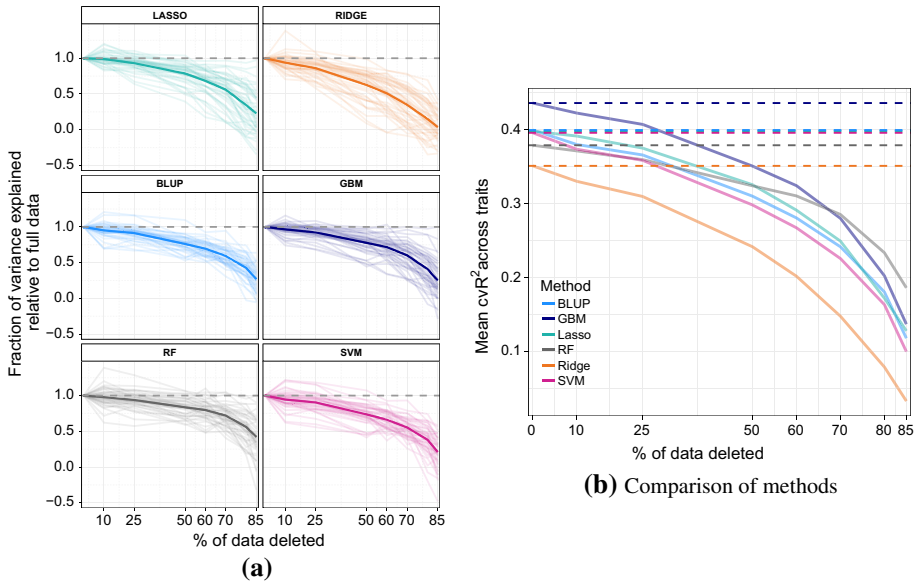 LASSO RIDGE
1.0
0.5
0.0
−0.5
BLUP GBM
1.0
0.5
0.0
−0.5
RF SVM
1.0
0.5
0.0
−0.5
Fraction of variance explained
relative to full data
10 25 50 60 70 85 10 25 50 60 70 85
% of data deleted
(a)
0.4
0.3
0.2
0.1
Mean cvR² across traits
Method
BLUP
GBM
Lasso
RF
Ridge
SVM
0 10 25 50 60 70 80 85
% of data deleted
(b) Comparison of methods